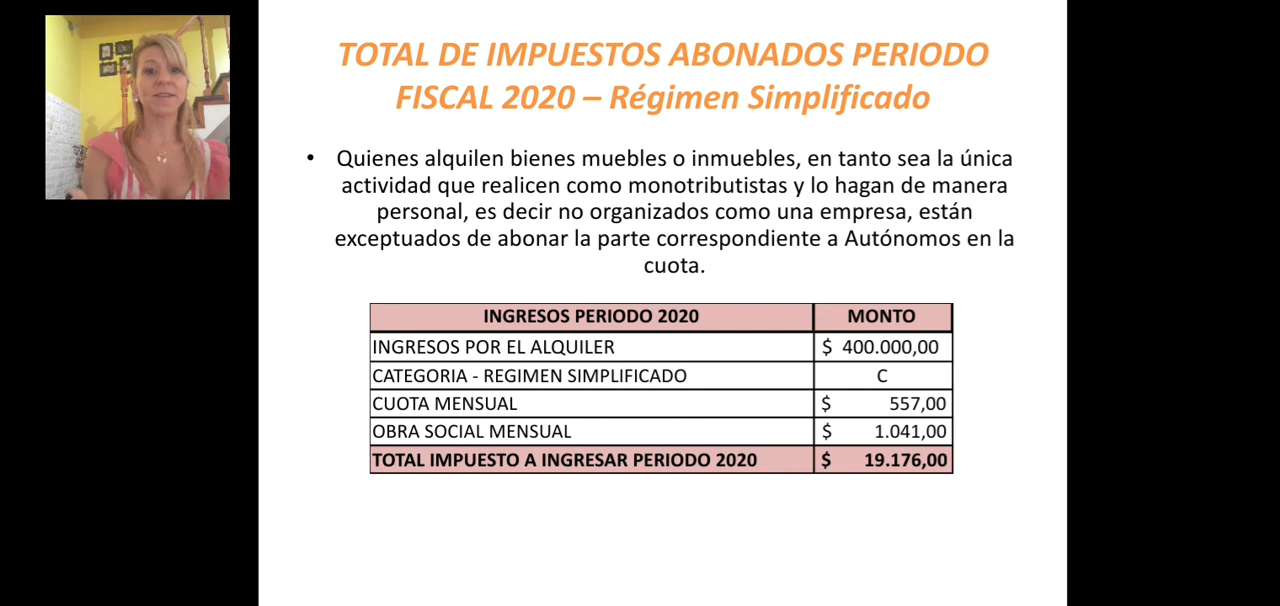 TOTAL DE IMPUESTOS ABONADOS PERIODO
FISCAL 2020 – Régimen Simplificado
• Quienes alquilen bienes muebles o inmuebles, en tanto sea la única
actividad que realicen como monotributistas y lo hagan de manera
personal, es decir no organizados como una empresa, están
exceptuados de abonar la parte correspondiente a Autónomos en la
cuota.
INGRESOS PERIODO 2020 MONTO
INGRESOS POR EL ALQUILER $ 400.000,00
CATEGORIA - REGIMEN SIMPLIFICADO C
CUOTA MENSUAL $ 557,00
OBRA SOCIAL MENSUAL $ 1.041,00
TOTAL IMPUESTO A INGRESAR PERIODO 2020 $ 19.176,00